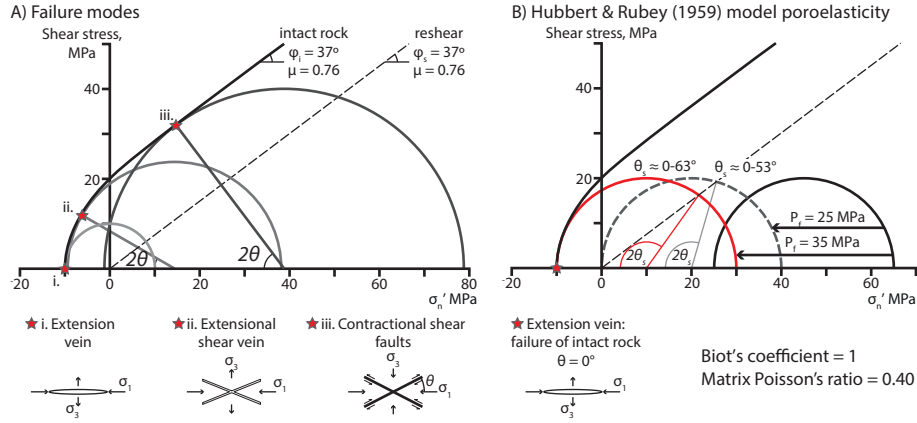 A) Failure modes
Shear stress,
MPa
intact rock
φᵢ = 37º
μ = 0.76
reshear
φₛ = 37º
μ = 0.76
40
20
iii.
ii.
i.
2θ
2θ
-20
0
20
40
60
80
σₙ' MPa
i. Extension
vein
σ₁
σ₃
ii. Extensional
shear vein
σ₃
σ₁
iii. Contractional shear
faults
σ₃
θ
σ₁
B) Hubbert & Rubey (1959) model poroelasticity
Shear stress, MPa
40
20
θₛ ≈ 0-63°
θₛ ≈ 0-53°
P_f = 25 MPa
P_f = 35 MPa
2θₛ
2θₛ
-20
0
20
40
60
σₙ' MPa
Extension vein:
failure of intact rock
θ = 0°
σ₁
σ₃
Biot's coefficient = 1
Matrix Poisson's ratio = 0.40